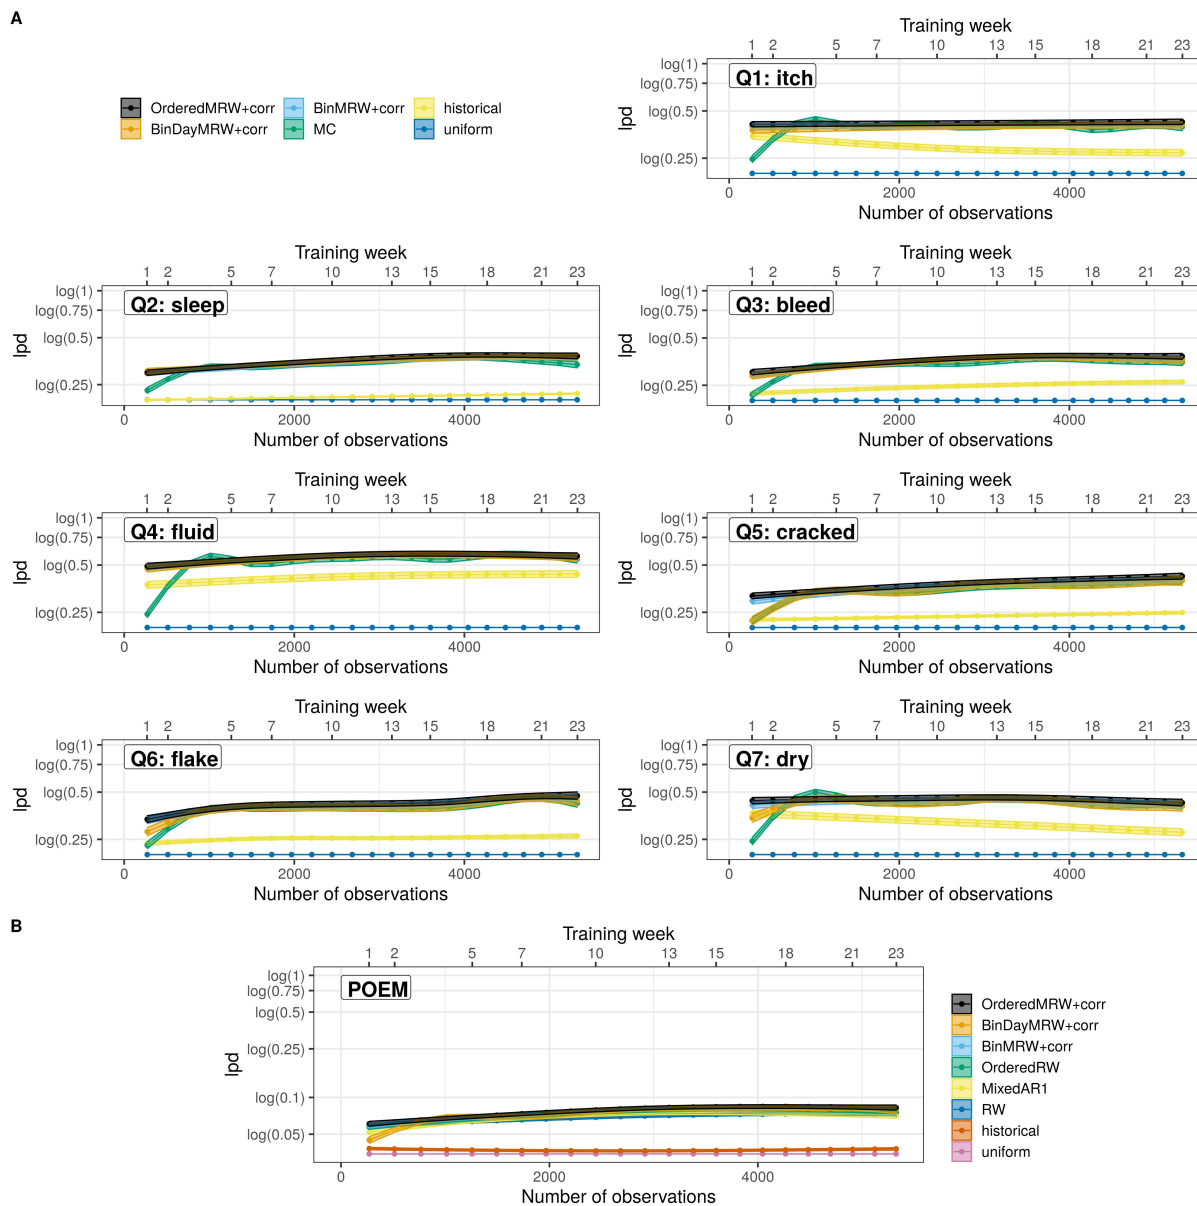 A
OrderedMRW+corr BinMRW+corr historical
BinDayMRW+corr MC uniform
Training week
1 2 5 7 10 13 15 18 21 23
Q1: itch
log(1)
log(0.75)
log(0.5)
log(0.25)
lpd
0 2000 4000
Number of observations
Training week
1 2 5 7 10 13 15 18 21 23
Q2: sleep
log(1)
log(0.75)
log(0.5)
log(0.25)
lpd
0 2000 4000
Number of observations
Training week
1 2 5 7 10 13 15 18 21 23
Q3: bleed
log(1)
log(0.75)
log(0.5)
log(0.25)
lpd
0 2000 4000
Number of observations
Training week
1 2 5 7 10 13 15 18 21 23
Q4: fluid
log(1)
log(0.75)
log(0.5)
log(0.25)
lpd
0 2000 4000
Number of observations
Training week
1 2 5 7 10 13 15 18 21 23
Q5: cracked
log(1)
log(0.75)
log(0.5)
log(0.25)
lpd
0 2000 4000
Number of observations
Training week
1 2 5 7 10 13 15 18 21 23
Q6: flake
log(1)
log(0.75)
log(0.5)
log(0.25)
lpd
0 2000 4000
Number of observations
Training week
1 2 5 7 10 13 15 18 21 23
Q7: dry
log(1)
log(0.75)
log(0.5)
log(0.25)
lpd
0 2000 4000
Number of observations
B
Training week
1 2 5 7 10 13 15 18 21 23
POEM
log(1)
log(0.75)
log(0.5)
log(0.25)
log(0.1)
log(0.05)
lpd
0 2000 4000
Number of observations
OrderedMRW+corr
BinDayMRW+corr
BinMRW+corr
OrderedRW
MixedAR1
RW
historical
uniform